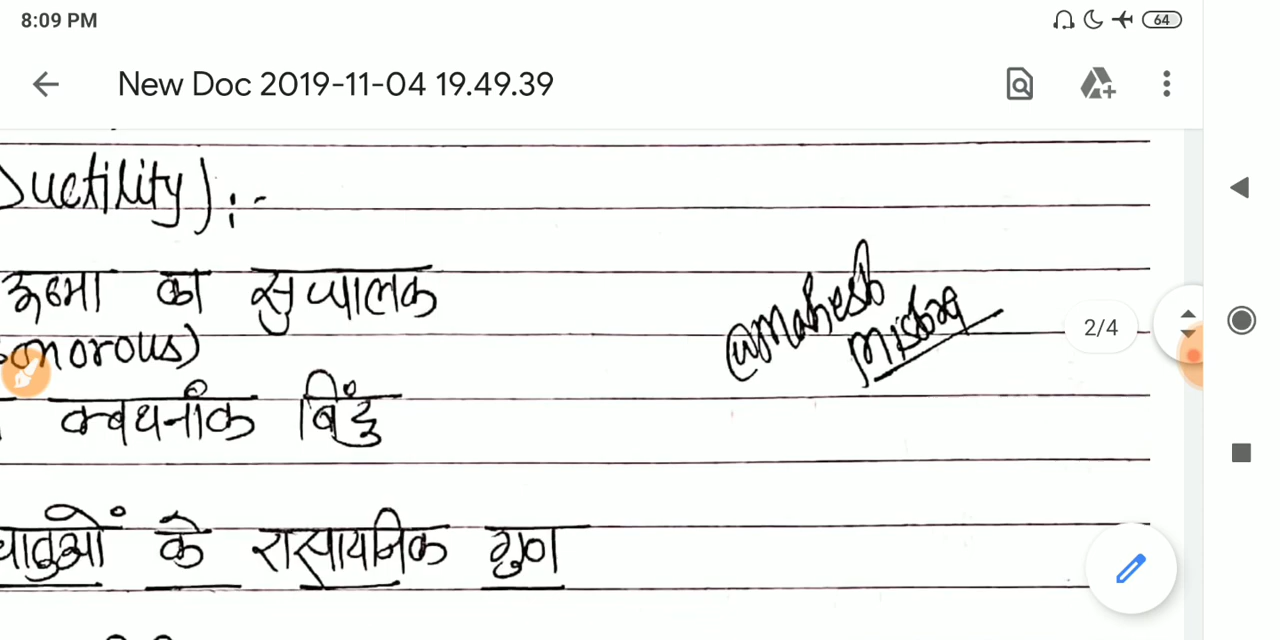 8:09 PM
64
New Doc 2019-11-04 19.49.39
Ductility) :-
ऊष्मा का सुचालक
@mahesh
mishra
onorous)
2/4
क्वथनांक बिंदु
धातुओं के रासायनिक गुण